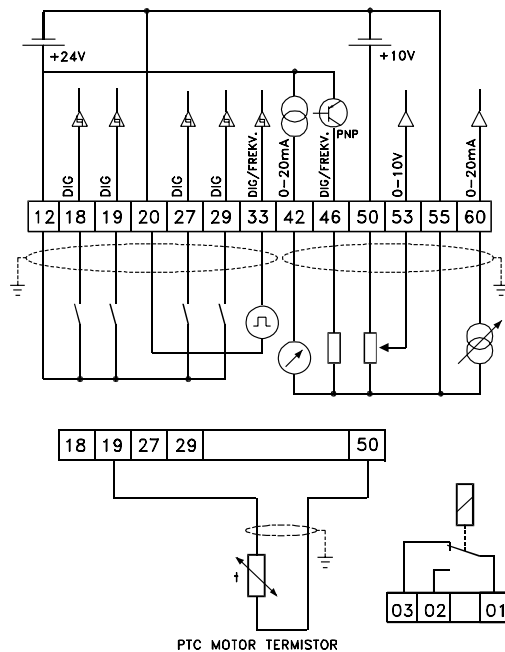 +24V
+10V
PNP
DIG
DIG
DIG
DIG
DIG/FREKV.
0-20mA
DIG/FREKV.
0-10V
0-20mA
12 18 19 20 27 29 33 42 46 50 53 55 60
18 19 27 29 50
t
03 02 01
PTC MOTOR TERMISTOR